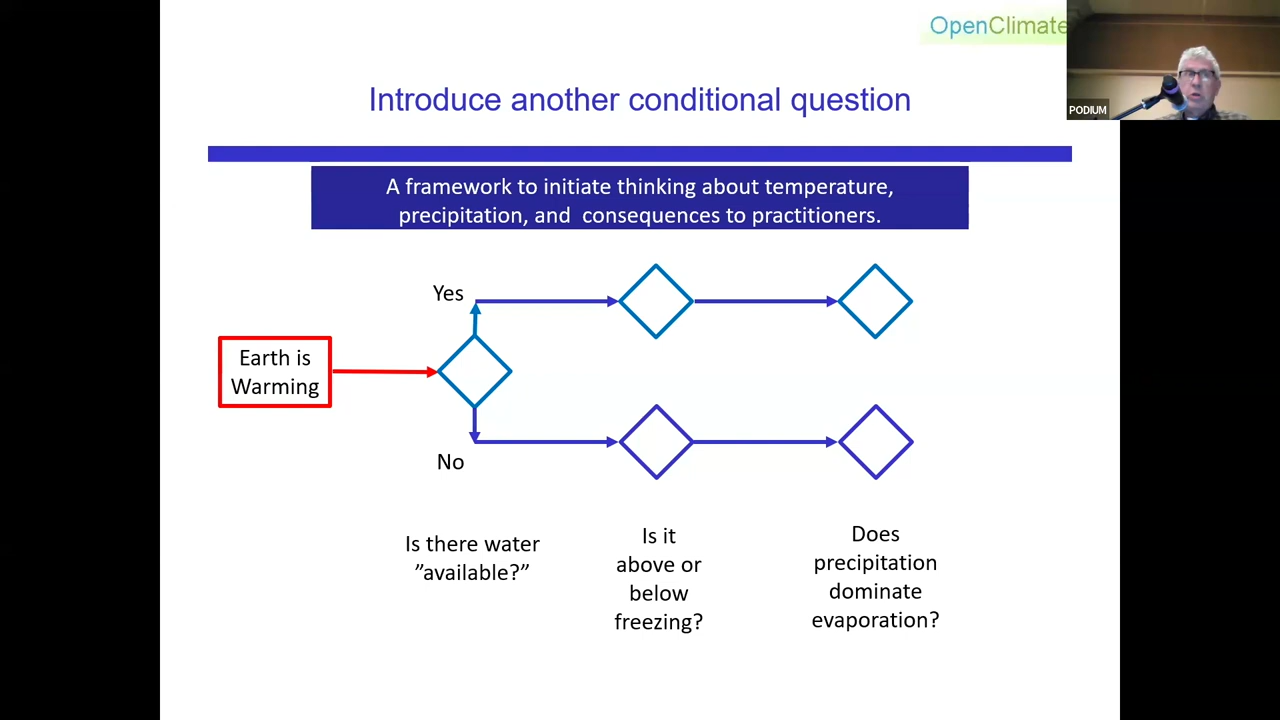 OpenClimate
PODIUM
Introduce another conditional question
A framework to initiate thinking about temperature,
precipitation, and consequences to practitioners.
Yes
Earth is
Warming
No
Is there water
”available?”
Is it
above or
below
freezing?
Does
precipitation
dominate
evaporation?